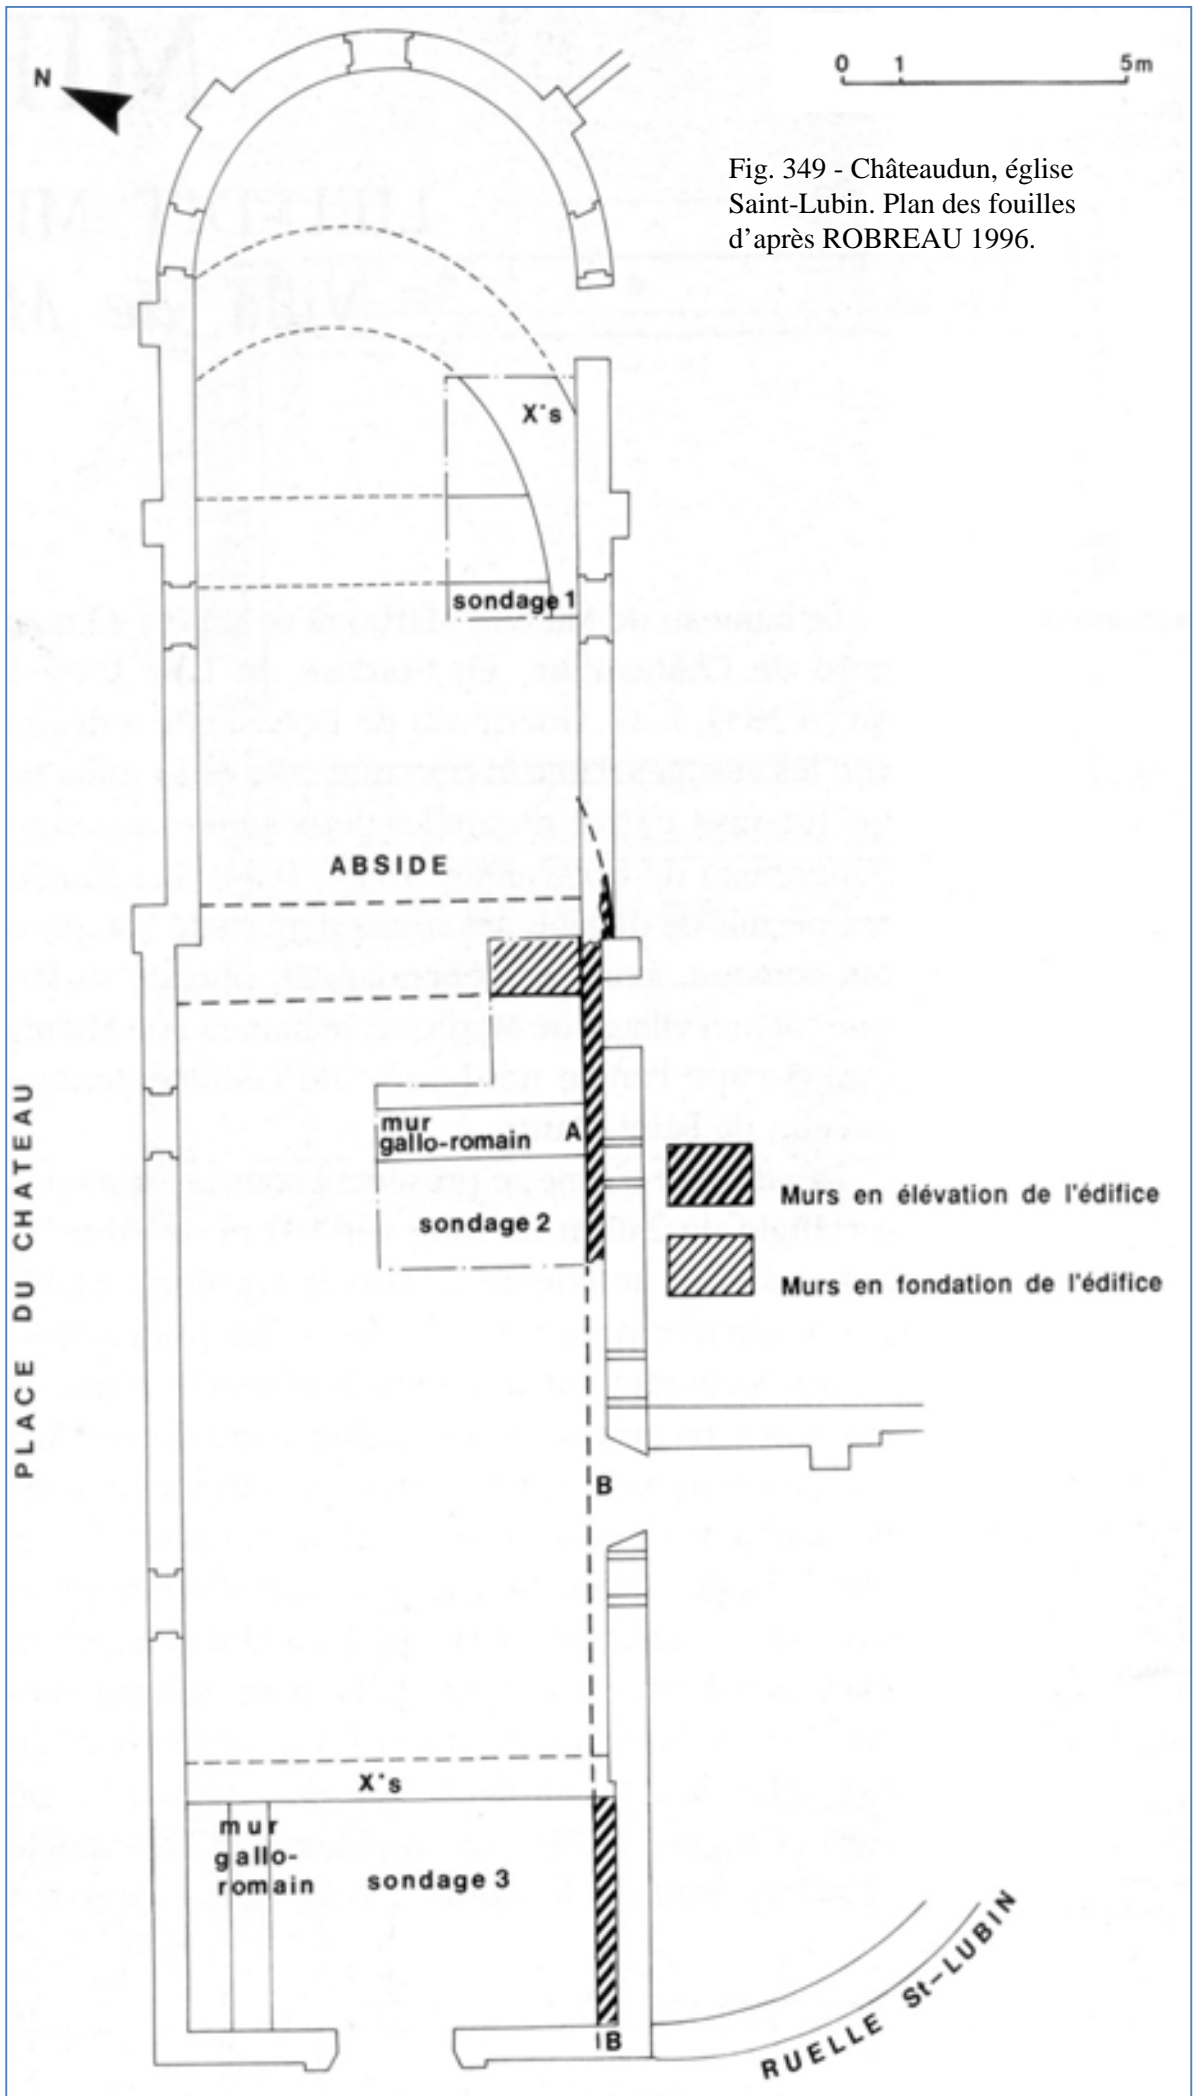 N
0 1 5m
Fig. 349 - Châteaudun, église
Saint-Lubin. Plan des fouilles
d’après ROBREAU 1996.
X°s
sondage 1
ABSIDE
mur
gallo-romain
A
sondage 2
Murs en élévation de l'édifice
Murs en fondation de l'édifice
PLACE DU CHATEAU
B
X°s
mur
gallo-
romain
sondage 3
B
RUELLE St-LUBIN